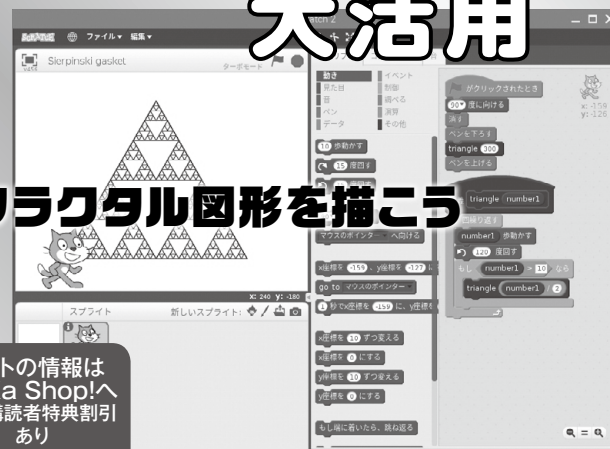 大活用
フラクタル図形を描こう
atch 2
SCRATCH ファイル▼ 編集▼
Sierpinski gasket
ターボモード
x: 240 y: -180
スプライト 新しいスプライト:
トの情報は
a Shop!へ
購読者特典割引
あり
動き イベント
見た目 制御
音 調べる
ペン 演算
データ その他
10 歩動かす
15 度回す
マウスのポインター へ向ける
x座標を -159 、y座標を -127
go to マウスのポインター
1 秒でx座標を -159 に、y座標を
x座標を 10 ずつ変える
x座標を 0 にする
y座標を 10 ずつ変える
y座標を 0 にする
もし端に着いたら、跳ね返る
がクリックされたとき
90▼ 度に向ける
消す
ペンを下ろす
triangle 300
ペンを上げる
triangle number1
回繰り返す
number1 歩動かす
120 度回す
もし number1 > 10 なら
triangle number1 / 2
x: -159
y: -126